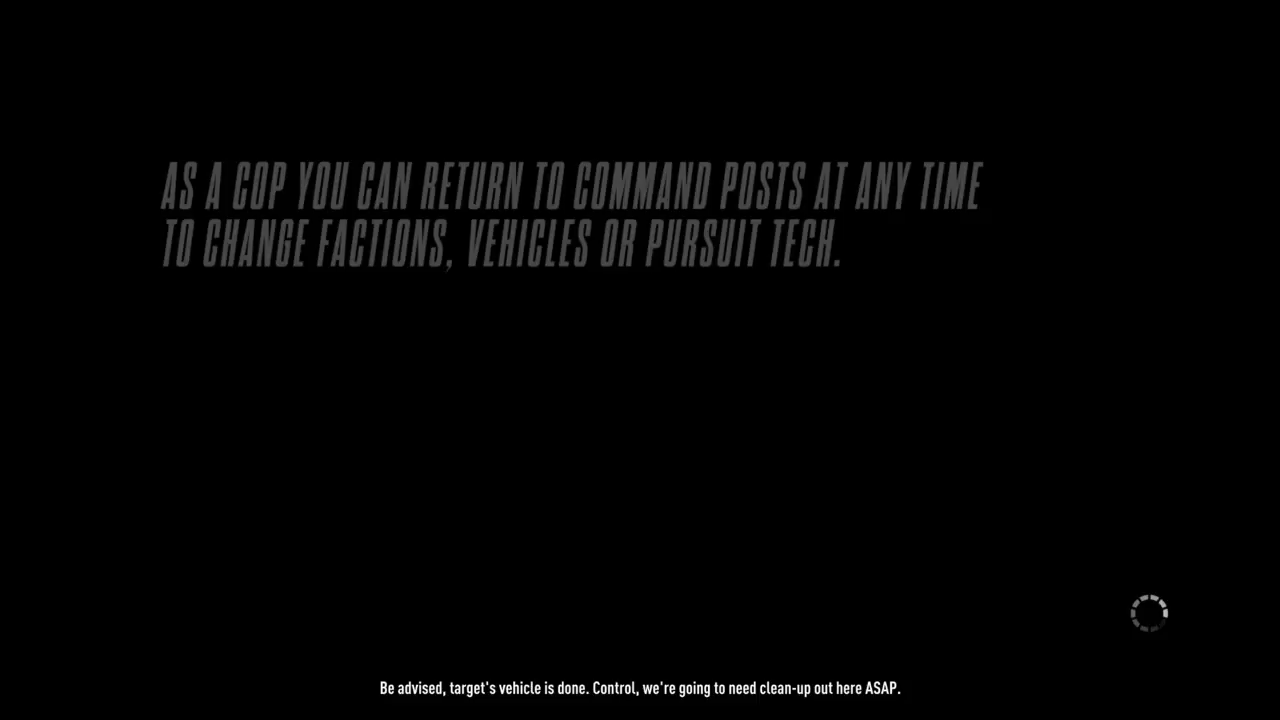 AS A COP YOU CAN RETURN TO COMMAND POSTS AT ANY TIME
TO CHANGE FACTIONS, VEHICLES OR PURSUIT TECH.
Be advised, target's vehicle is done. Control, we're going to need clean-up out here ASAP.